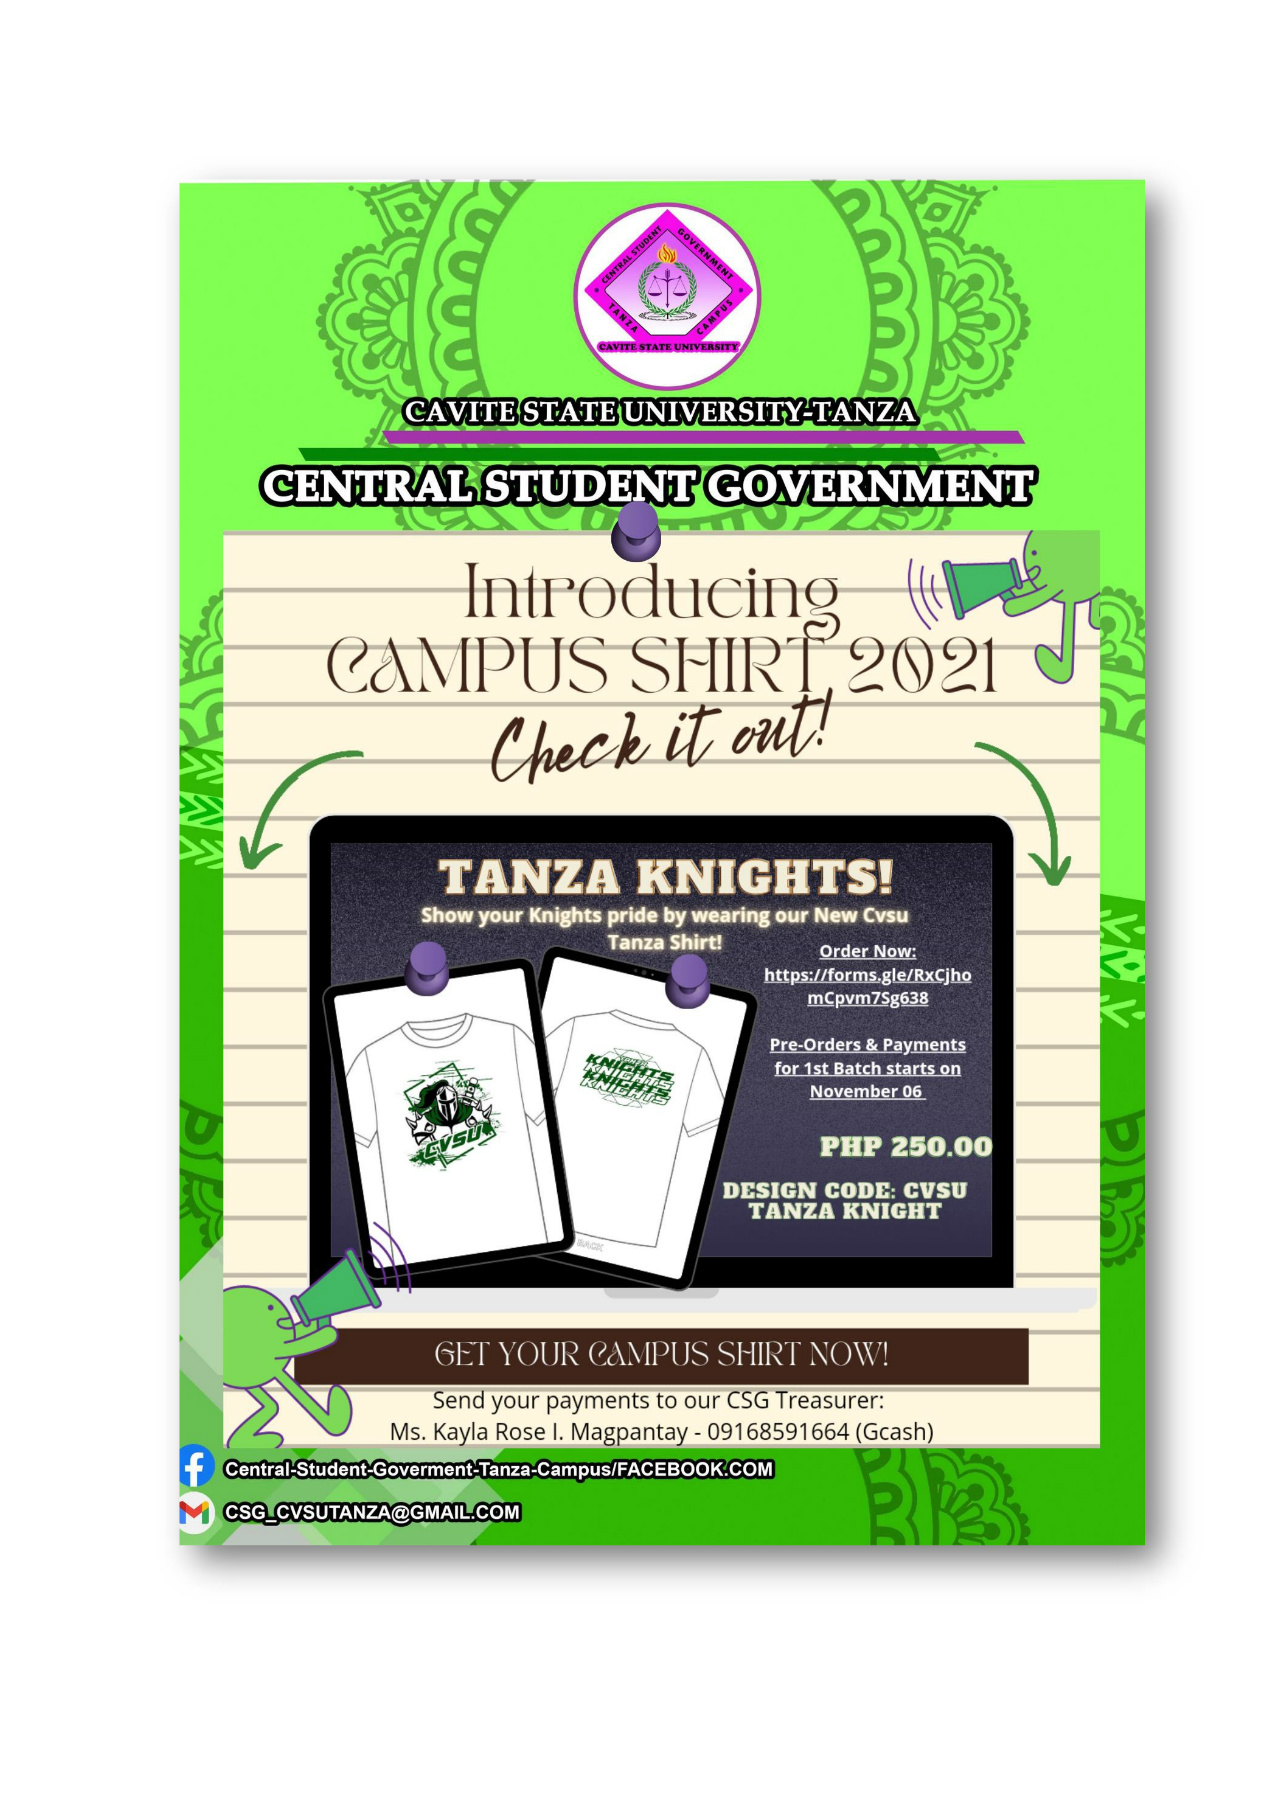 CENTRAL STUDENT GOVERNMENT
TANZA CAMPUS
CAVITE STATE UNIVERSITY
CAVITE STATE UNIVERSITY-TANZA
CENTRAL STUDENT GOVERNMENT
Introducing
CAMPUS SHIRT 2021
Check it out!
TANZA KNIGHTS!
Show your Knights pride by wearing our New Cvsu
Tanza Shirt!
Order Now:
https://forms.gle/RxCjho
mCpvm7Sg638
Pre-Orders & Payments
for 1st Batch starts on
November 06
PHP 250.00
DESIGN CODE: CVSU
TANZA KNIGHT
CVSU
KNIGHTS
KNIGHTS
KNIGHTS
KNIGHTS
BACK
GET YOUR CAMPUS SHIRT NOW!
Send your payments to our CSG Treasurer:
Ms. Kayla Rose I. Magpantay - 09168591664 (Gcash)
Central-Student-Goverment-Tanza-Campus/FACEBOOK.COM
CSG_CVSUTANZA@GMAIL.COM